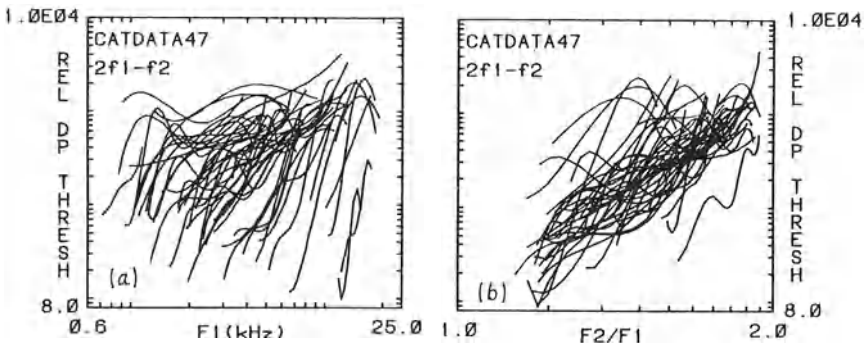 1.0E04
CATDATA47
2f1-f2
REL DP THRESH
(a)
8.0
0.6
F1(kHz)
25.0
1.0E04
CATDATA47
2f1-f2
REL DP THRESH
(b)
8.0
1.0
F2/F1
2.0